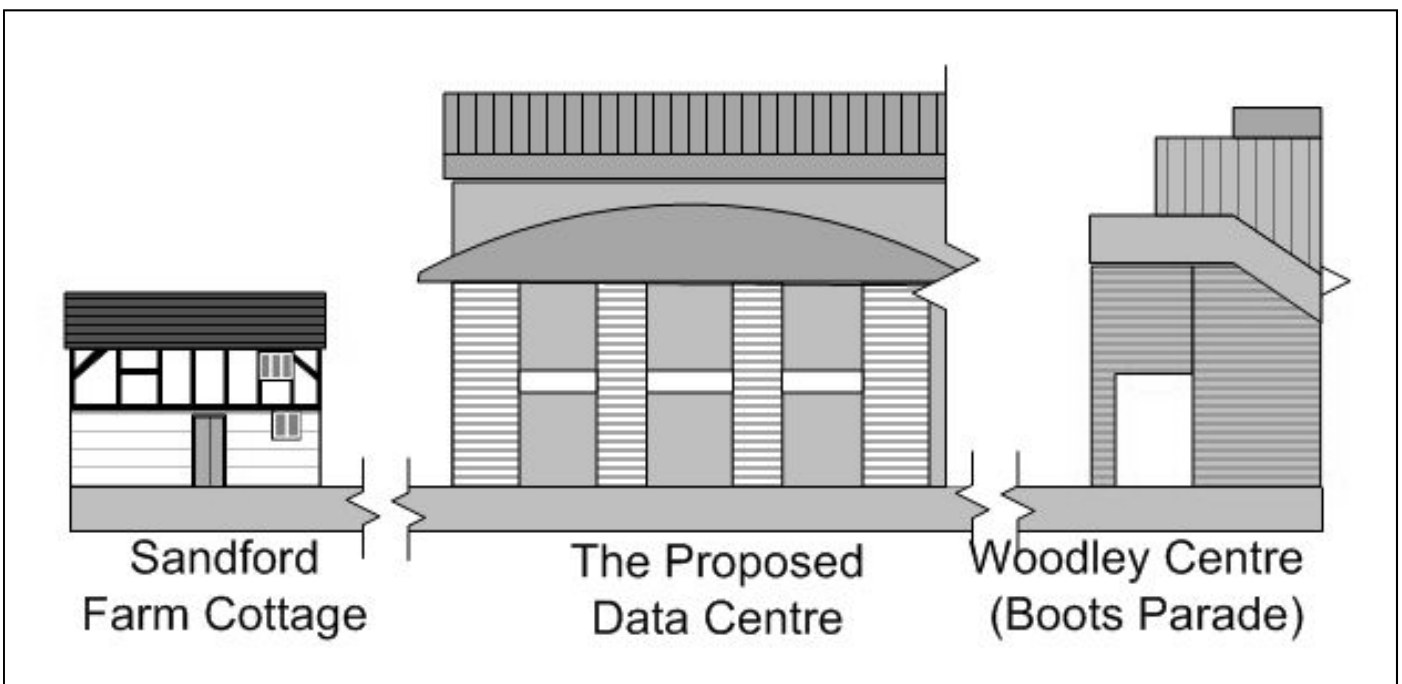 Sandford
Farm Cottage
The Proposed
Data Centre
Woodley Centre
(Boots Parade)